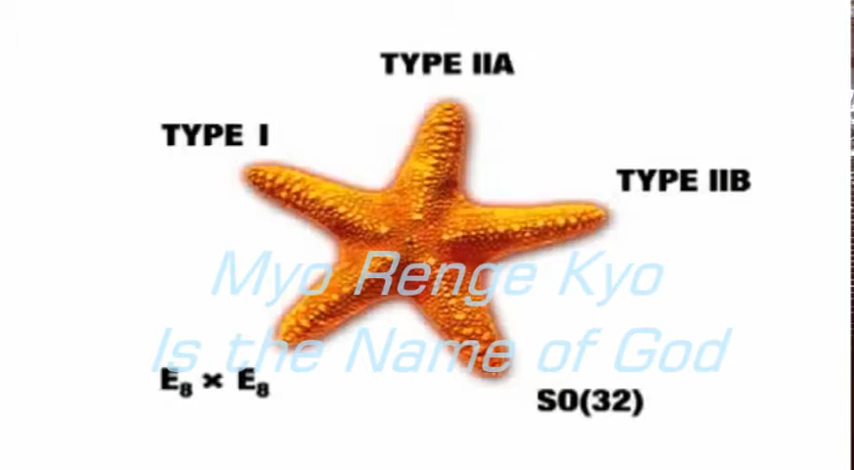 TYPE IIA
TYPE I
TYPE IIB
Myo Renge Kyo
Is the Name of God
E₈ × E₈
SO(32)